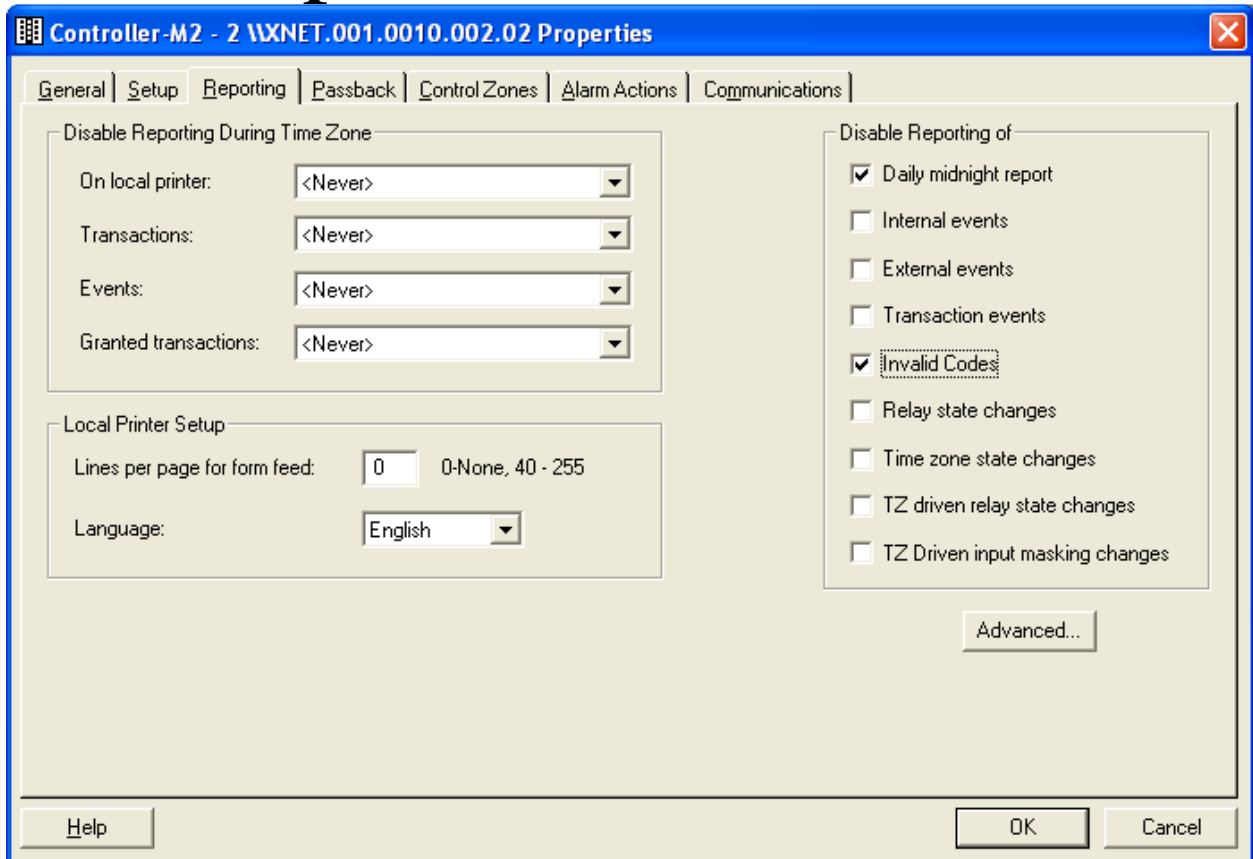 Controller-M2 - 2 \\XNET.001.0010.002.02 Properties
General Setup Reporting Passback Control Zones Alarm Actions Communications
Disable Reporting During Time Zone
On local printer: <Never>
Transactions: <Never>
Events: <Never>
Granted transactions: <Never>
Local Printer Setup
Lines per page for form feed: 0 0-None, 40 - 255
Language: English
Disable Reporting of
Daily midnight report
Internal events
External events
Transaction events
Invalid Codes
Relay state changes
Time zone state changes
TZ driven relay state changes
TZ Driven input masking changes
Advanced...
Help OK Cancel